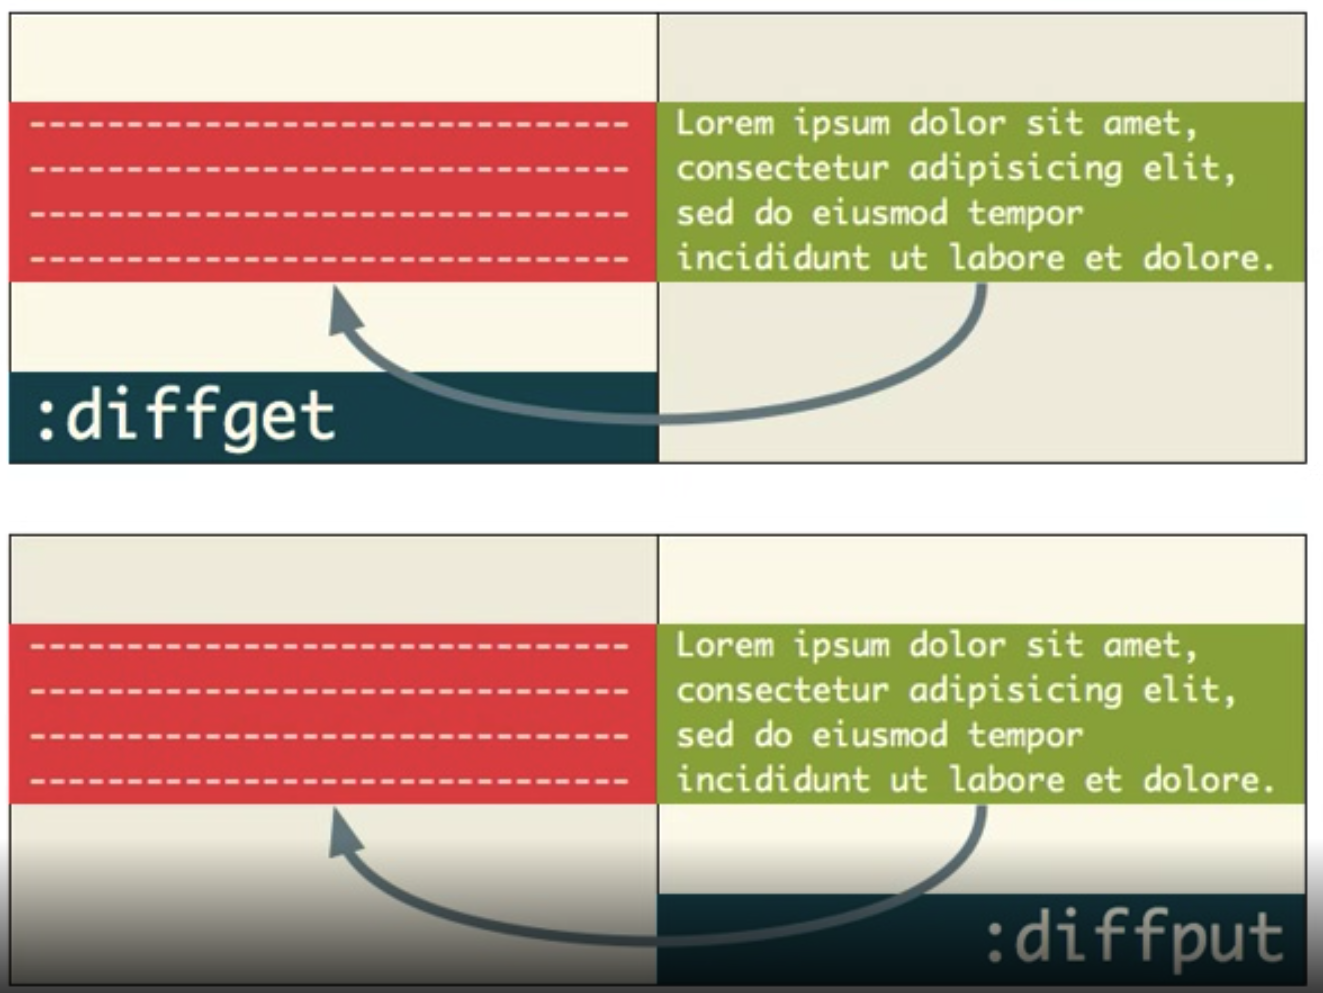 Lorem ipsum dolor sit amet,
consectetur adipisicing elit,
sed do eiusmod tempor
incididunt ut labore et dolore.
:diffget
Lorem ipsum dolor sit amet,
consectetur adipisicing elit,
sed do eiusmod tempor
incididunt ut labore et dolore.
:diffput